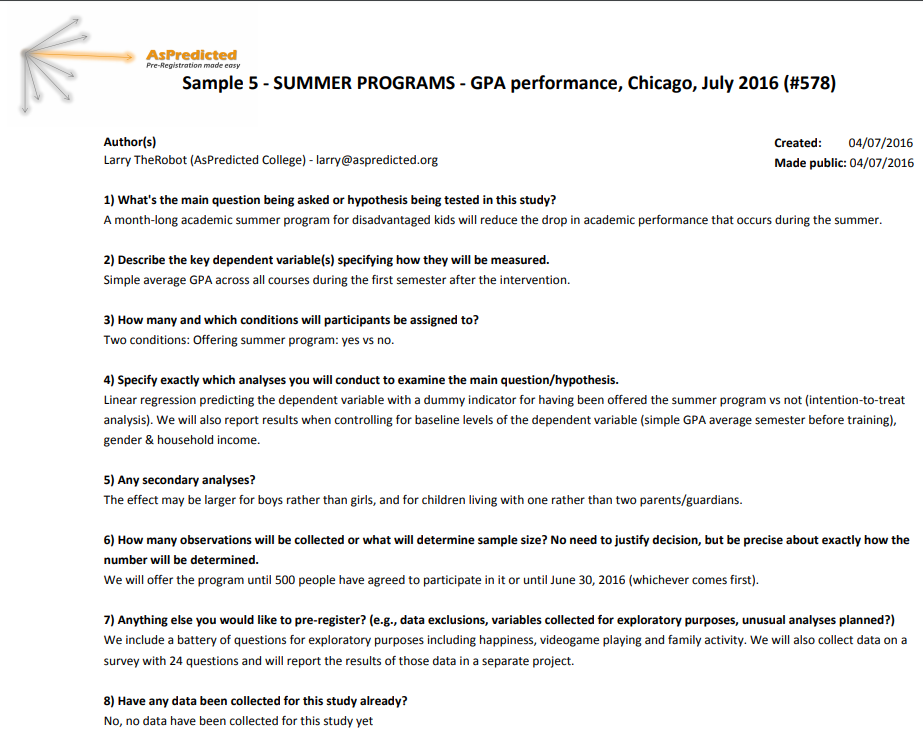 AsPredicted
Pre-Registration made easy
Sample 5 - SUMMER PROGRAMS - GPA performance, Chicago, July 2016 (#578)
Author(s)
Larry TheRobot (AsPredicted College) - larry@aspredicted.org
Created: 04/07/2016
Made public: 04/07/2016
1) What's the main question being asked or hypothesis being tested in this study?
A month-long academic summer program for disadvantaged kids will reduce the drop in academic performance that occurs during the summer.
2) Describe the key dependent variable(s) specifying how they will be measured.
Simple average GPA across all courses during the first semester after the intervention.
3) How many and which conditions will participants be assigned to?
Two conditions: Offering summer program: yes vs no.
4) Specify exactly which analyses you will conduct to examine the main question/hypothesis.
Linear regression predicting the dependent variable with a dummy indicator for having been offered the summer program vs not (intention-to-treat
analysis). We will also report results when controlling for baseline levels of the dependent variable (simple GPA average semester before training),
gender & household income.
5) Any secondary analyses?
The effect may be larger for boys rather than girls, and for children living with one rather than two parents/guardians.
6) How many observations will be collected or what will determine sample size? No need to justify decision, but be precise about exactly how the
number will be determined.
We will offer the program until 500 people have agreed to participate in it or until June 30, 2016 (whichever comes first).
7) Anything else you would like to pre-register? (e.g., data exclusions, variables collected for exploratory purposes, unusual analyses planned?)
We include a battery of questions for exploratory purposes including happiness, videogame playing and family activity. We will also collect data on a
survey with 24 questions and will report the results of those data in a separate project.
8) Have any data been collected for this study already?
No, no data have been collected for this study yet